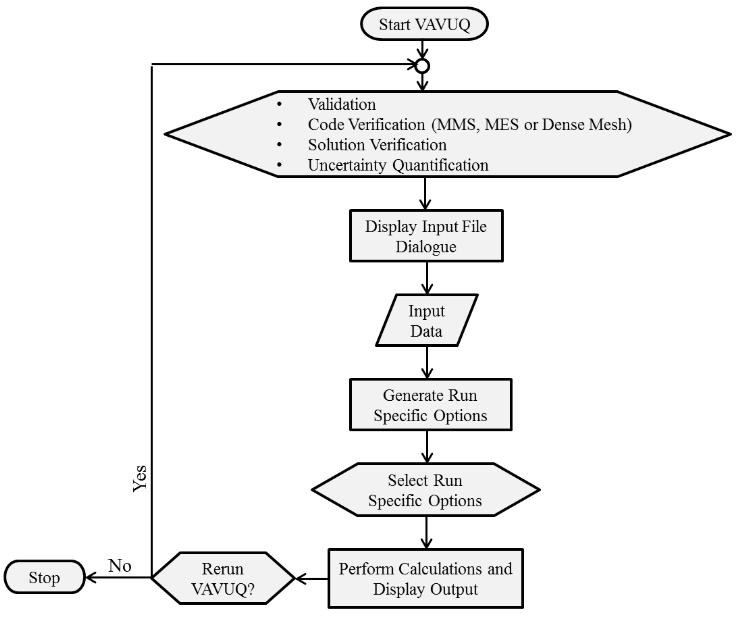 Start VAVUQ
• Validation
• Code Verification (MMS, MES or Dense Mesh)
• Solution Verification
• Uncertainty Quantification
Display Input File
Dialogue
Input
Data
Generate Run
Specific Options
Select Run
Specific Options
Perform Calculations and
Display Output
Rerun
VAVUQ?
Yes
No
Stop